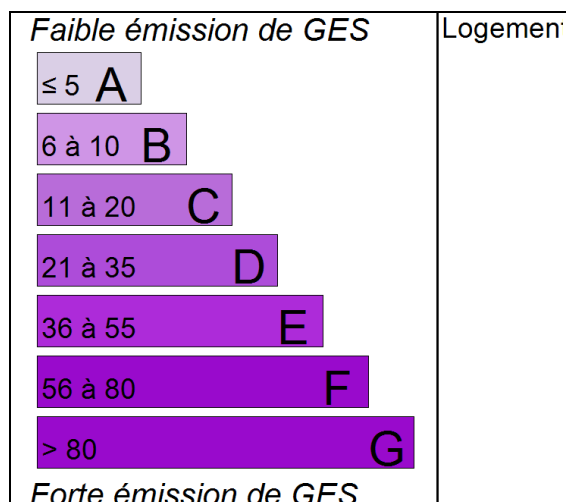 Faible émission de GES
Logement
≤ 5 A
6 à 10 B
11 à 20 C
21 à 35 D
36 à 55 E
56 à 80 F
> 80 G
Forte émission de GES